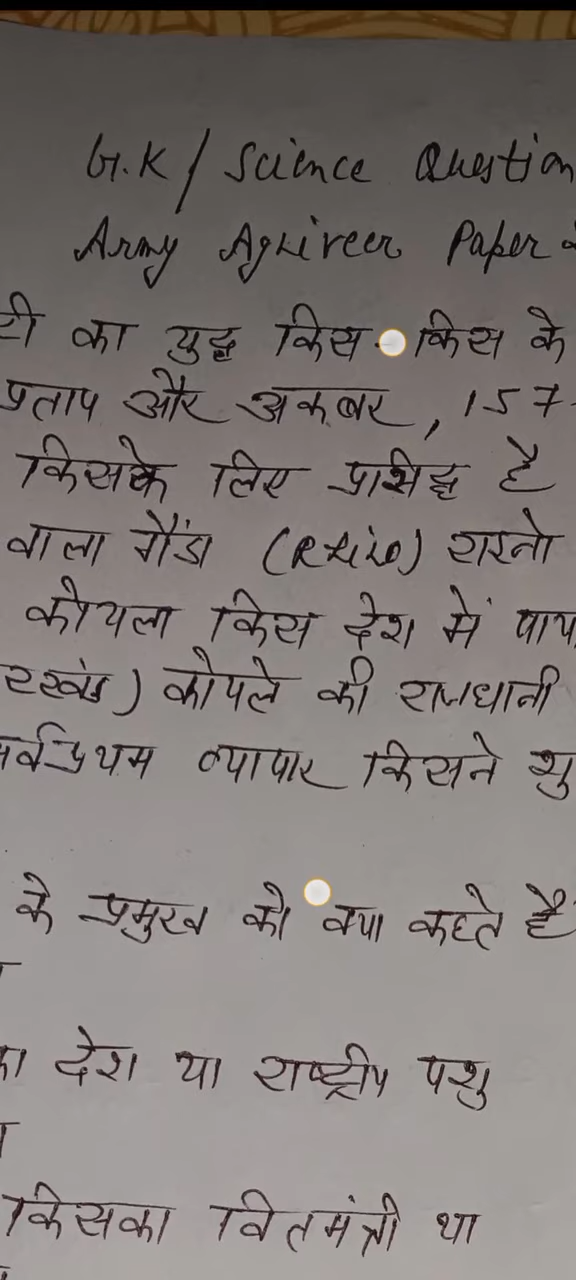 G.K / Science Question
Army Agniveer Paper
टी का युद्ध किस - किस के
प्रताप और अकबर, 157
किसके लिए प्रसिद्ध है
वाला गैंडा (Rhino)
कोयला किस देश में पाय
रखंड) कोयले की राजधानी
सर्वप्रथम व्यापार किसने शु
के प्रमुख को क्या कहते हैं
का देश या राष्ट्रीय पशु
किसका वितमंत्री था